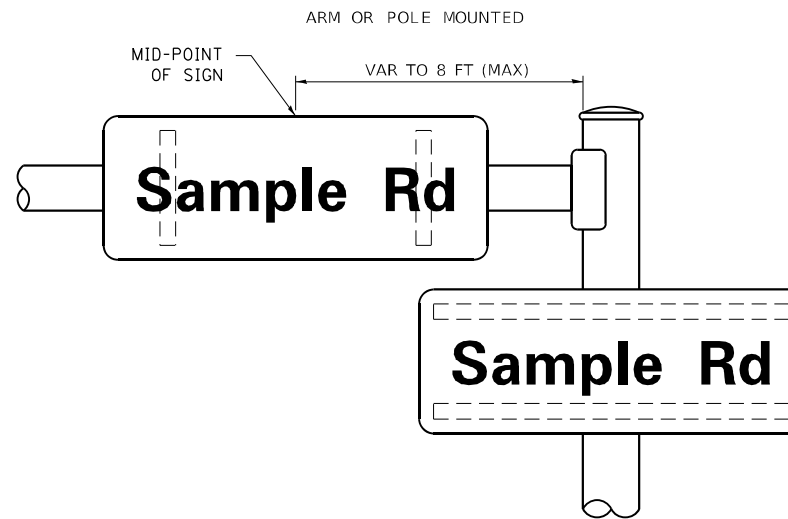 ARM OR POLE MOUNTED
MID-POINT
OF SIGN
VAR TO 8 FT (MAX)
Sample Rd
Sample Rd